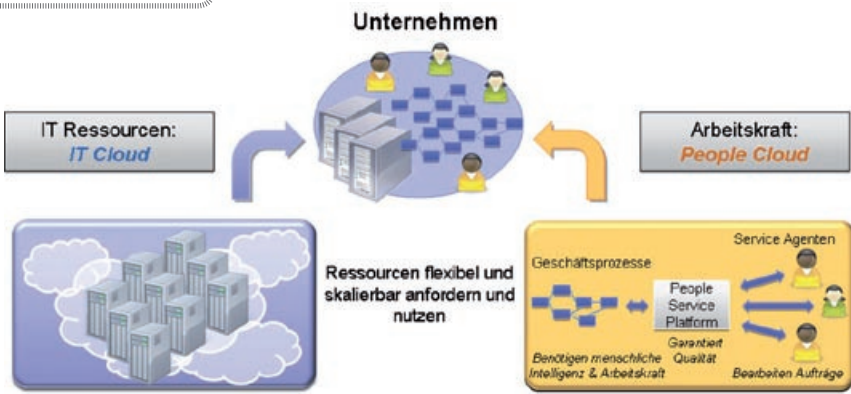 Unternehmen
IT Ressourcen:
IT Cloud
Arbeitskraft:
People Cloud
Ressourcen flexibel und
skalierbar anfordern und
nutzen
Service Agenten
Geschäftsprozesse
People
Service
Platform
Garantiert
Qualität
Benötigen menschliche
Intelligenz & Arbeitskraft
Bearbeiten Aufträge